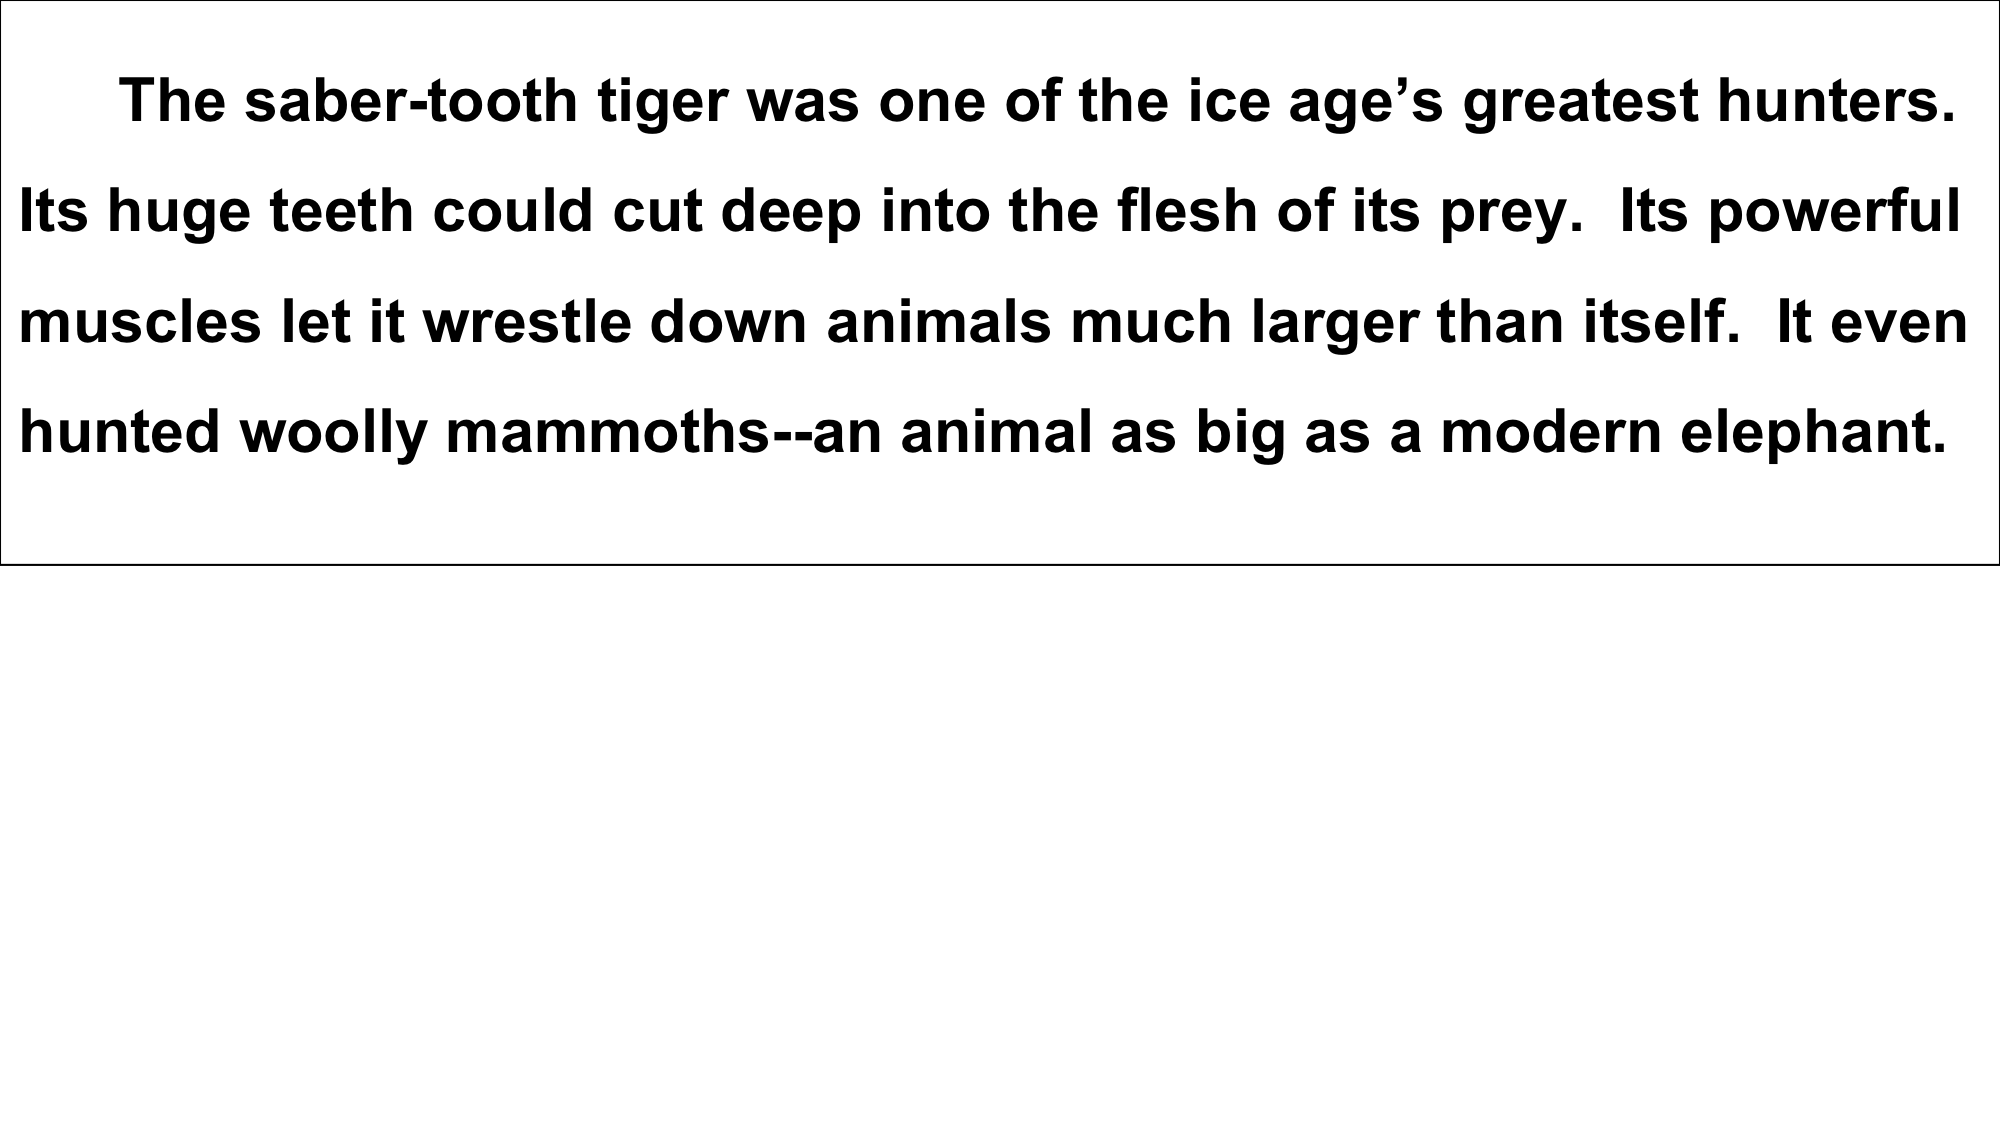 The saber-tooth tiger was one of the ice age’s greatest hunters.
Its huge teeth could cut deep into the flesh of its prey.  Its powerful
muscles let it wrestle down animals much larger than itself.  It even
hunted woolly mammoths--an animal as big as a modern elephant.